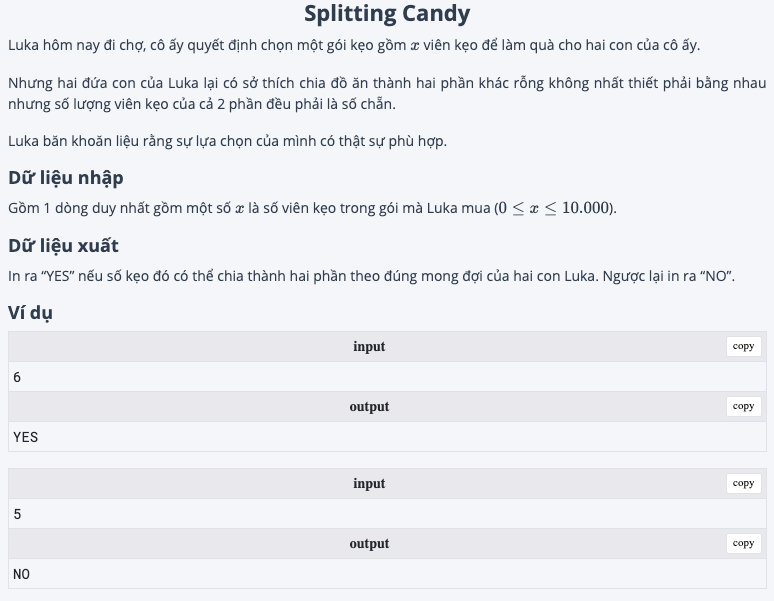 Splitting Candy
Luka hôm nay đi chợ, cô ấy quyết định chọn một gói kẹo gồm x viên kẹo để làm quà cho hai con của cô ấy.
Nhưng hai đứa con của Luka lại có sở thích chia đồ ăn thành hai phần khác rỗng không nhất thiết phải bằng nhau
nhưng số lượng viên kẹo của cả 2 phần đều phải là số chẵn.
Luka băn khoăn liệu rằng sự lựa chọn của mình có thật sự phù hợp.
Dữ liệu nhập
Gồm 1 dòng duy nhất gồm một số x là số viên kẹo trong gói mà Luka mua (0 ≤ x ≤ 10.000).
Dữ liệu xuất
In ra “YES” nếu số kẹo đó có thể chia thành hai phần theo đúng mong đợi của hai con Luka. Ngược lại in ra “NO”.
Ví dụ
input copy
6
output copy
YES
input copy
5
output copy
NO